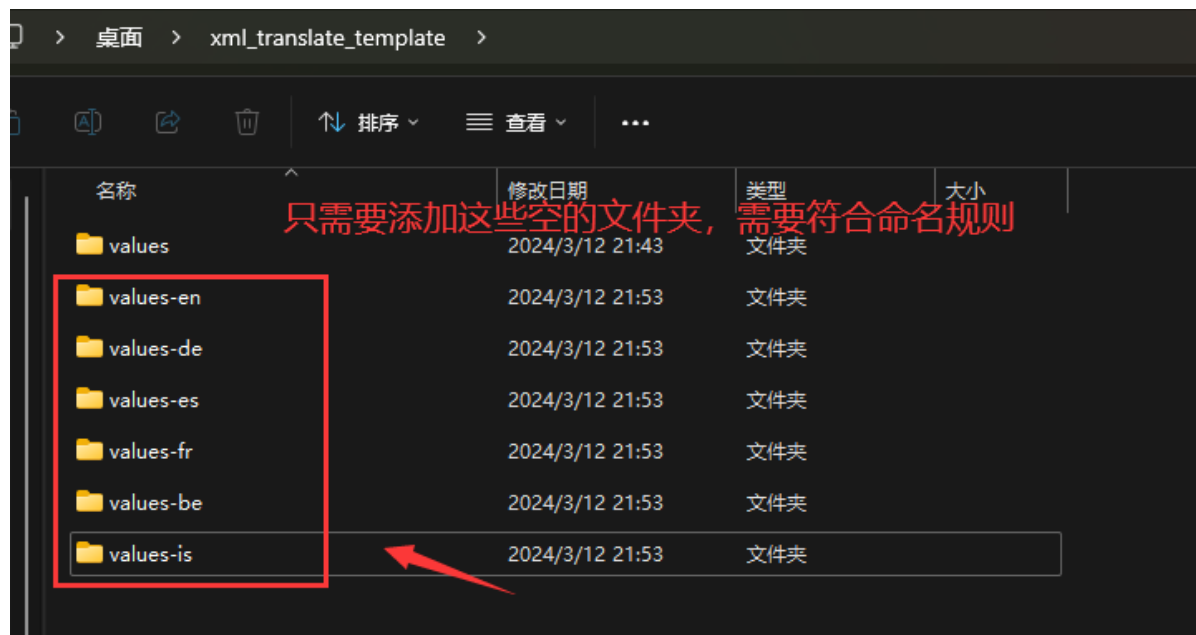 桌面 > xml_translate_template >
排序 查看 ...
名称 修改日期 类型 大小
只需要添加这些空的文件夹，需要符合命名规则
values 2024/3/12 21:43 文件夹
values-en 2024/3/12 21:53 文件夹
values-de 2024/3/12 21:53 文件夹
values-es 2024/3/12 21:53 文件夹
values-fr 2024/3/12 21:53 文件夹
values-be 2024/3/12 21:53 文件夹
values-is 2024/3/12 21:53 文件夹